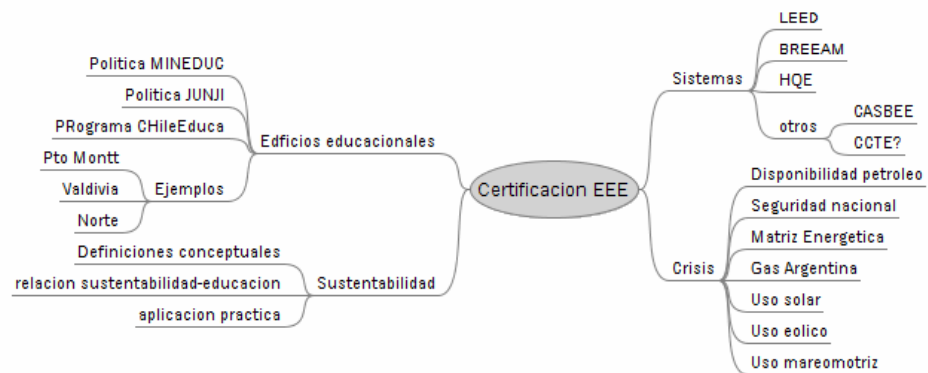 Certificacion EEE
Edficios educacionales
Politica MINEDUC
Politica JUNJI
PRograma CHileEduca
Ejemplos
Pto Montt
Valdivia
Norte
Sustentabilidad
Definiciones conceptuales
relacion sustentabilidad-educacion
aplicacion practica
Sistemas
LEED
BREEAM
HQE
otros
CASBEE
CCTE?
Crisis
Disponibilidad petroleo
Seguridad nacional
Matriz Energetica
Gas Argentina
Uso solar
Uso eolico
Uso mareomotriz